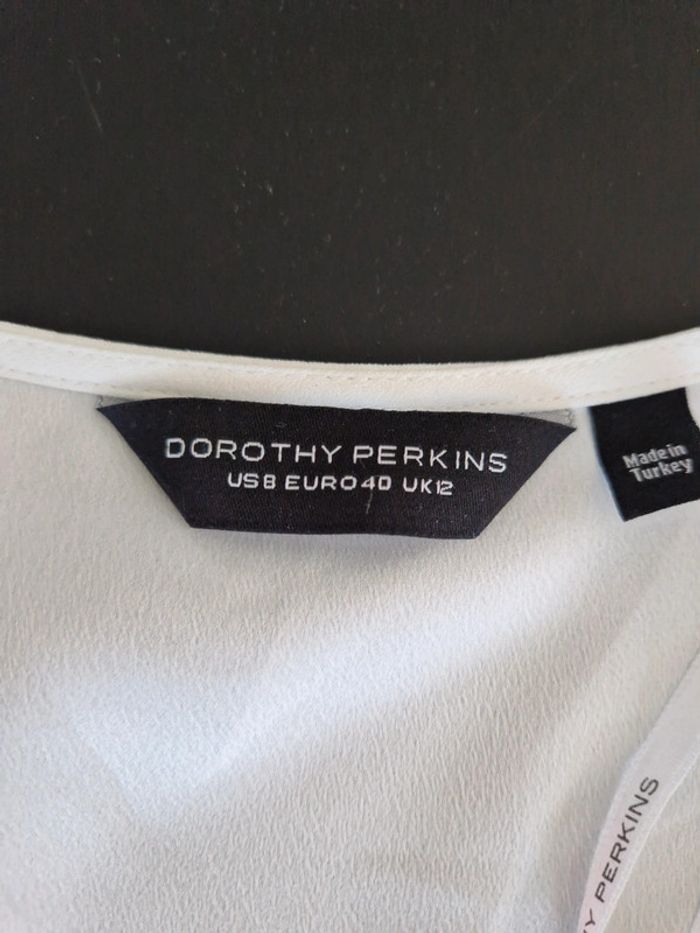 DOROTHY PERKINS
US8 EURO40 UK12
Made in
Turkey
PERKINS